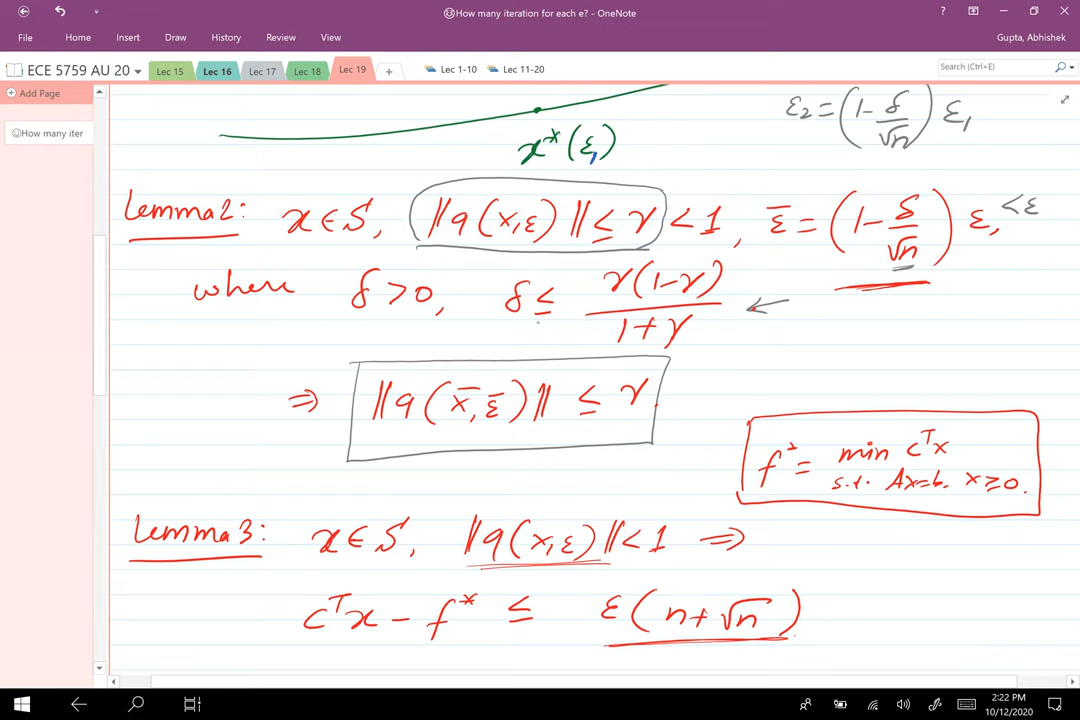 How many iteration for each e? - OneNote
File Home Insert Draw History Review View Gupta, Abhishek
ECE 5759 AU 20 Lec 15 Lec 16 Lec 17 Lec 18 Lec 19 + Lec 1-10 Lec 11-20 Search (Ctrl+E)
Add Page
How many iter
ε₂ = (1 - δ/√n) ε₁
x*(ε₁)
Lemma 2: x ∈ S, ‖q(x,ε)‖ ≤ γ < 1, ε̄ = (1 - δ/√n) ε, < ε
where δ > 0, δ ≤ γ(1-γ)/1+γ ←
⇒ ‖q(x̄,ε̄)‖ ≤ γ.
f* = min cᵀx
s.t. Ax=b. x≥0.
Lemma 3: x ∈ S, ‖q(x,ε)‖ < 1 ⇒
cᵀx - f* ≤ ε(n+√n)
2:22 PM
10/12/2020